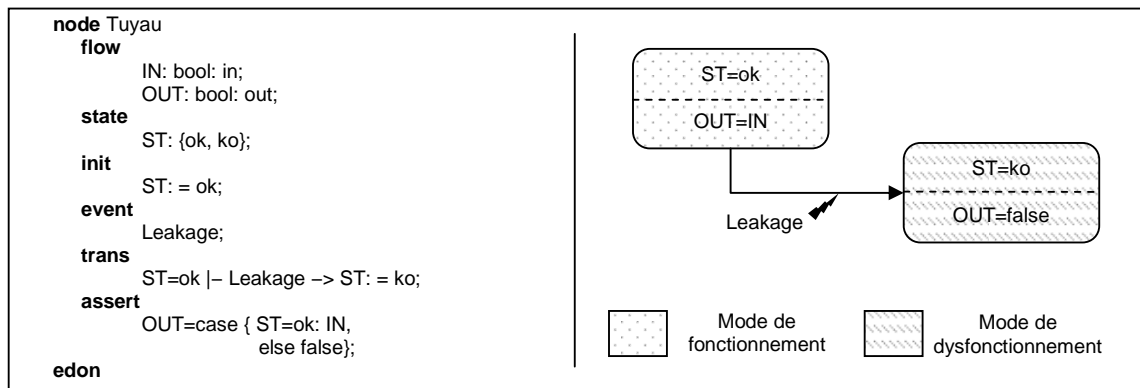 node Tuyau
flow
IN: bool: in;
OUT: bool: out;
state
ST: {ok, ko};
init
ST: = ok;
event
Leakage;
trans
ST=ok |− Leakage −> ST: = ko;
assert
OUT=case { ST=ok: IN,
else false};
edon
ST=ok
OUT=IN
ST=ko
OUT=false
Leakage
Mode de
fonctionnement
Mode de
dysfonctionnement